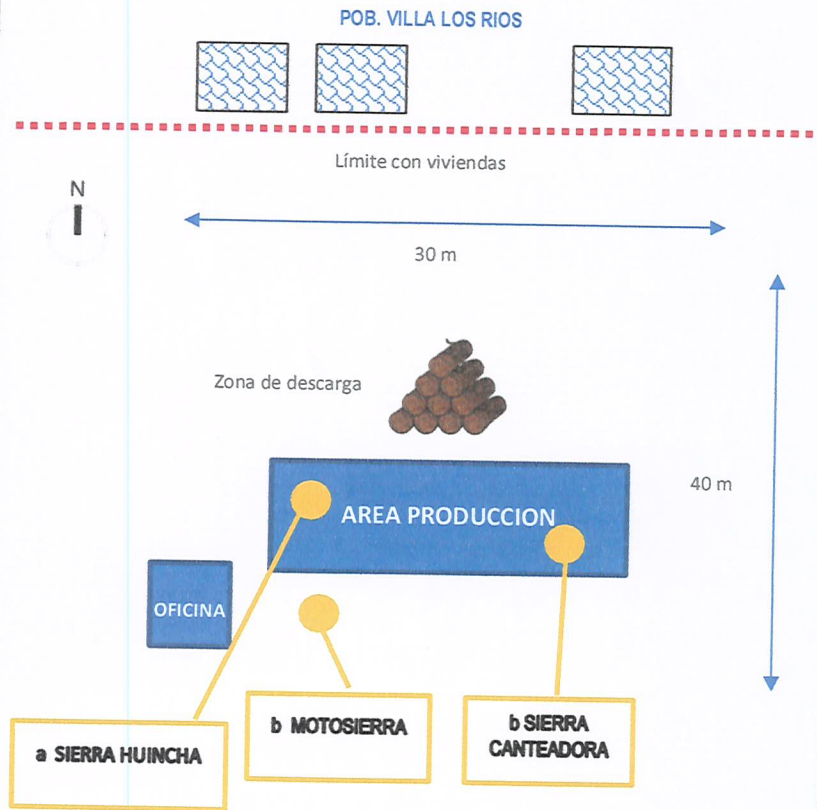 POB. VILLA LOS RIOS
Límite con viviendas
N
30 m
Zona de descarga
40 m
AREA PRODUCCION
OFICINA
b MOTOSIERRA
b SIERRA
CANTEADORA
a SIERRA HUINCHA